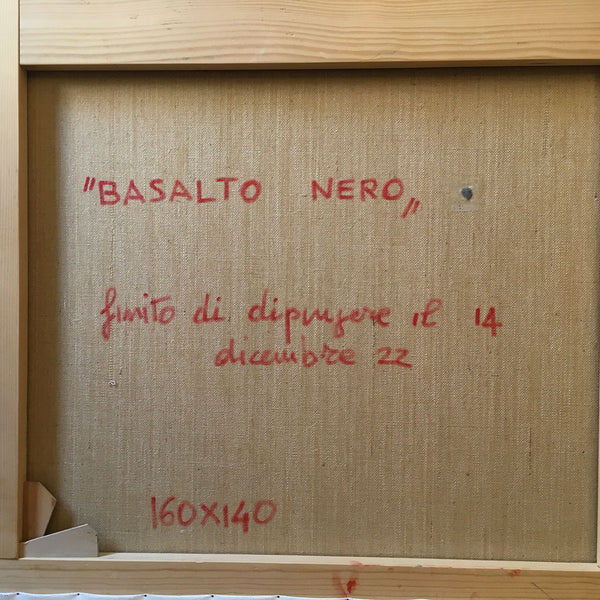 "BASALTO NERO"
finito di dipingere il 14
dicembre 22
160X140